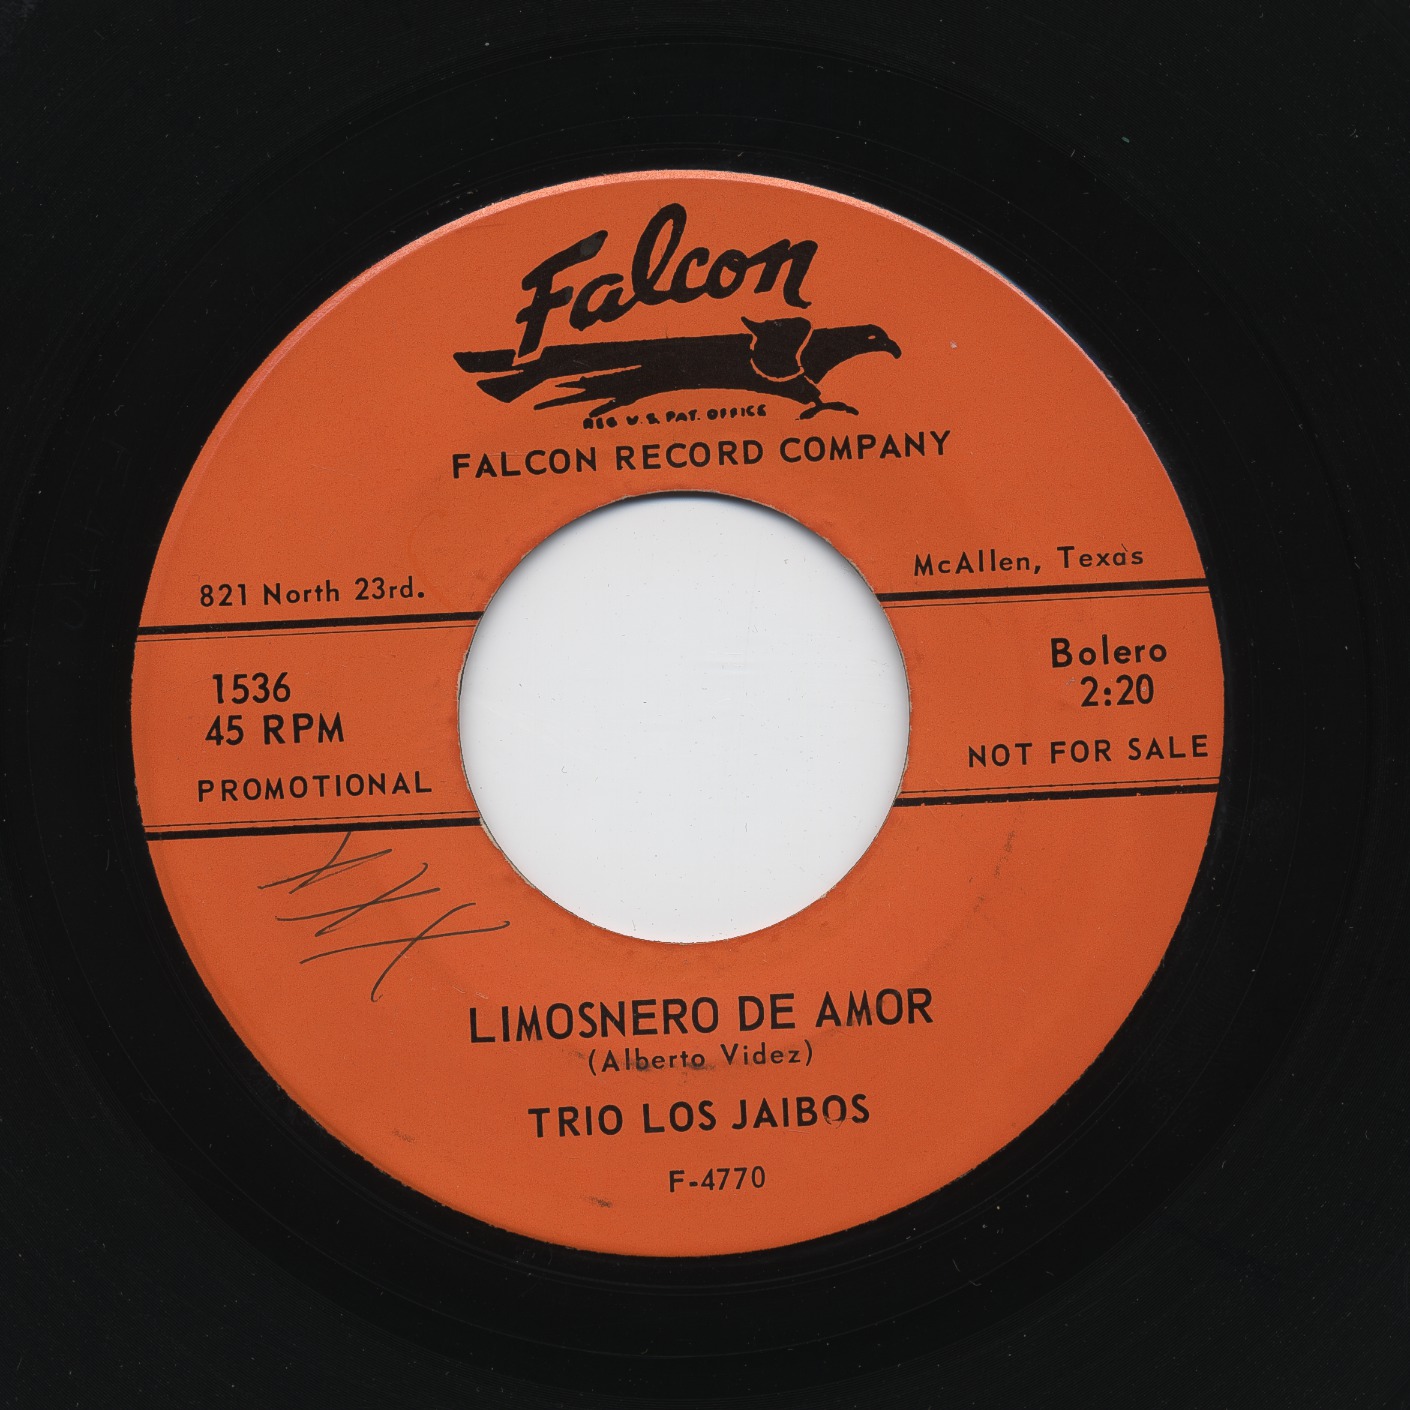 Falcon
REG U.S. PAT. OFFICE
FALCON RECORD COMPANY
821 North 23rd.
McAllen, Texas
1536
45 RPM
PROMOTIONAL
Bolero
2:20
NOT FOR SALE
LIMOSNERO DE AMOR
(Alberto Videz)
TRIO LOS JAIBOS
F-4770